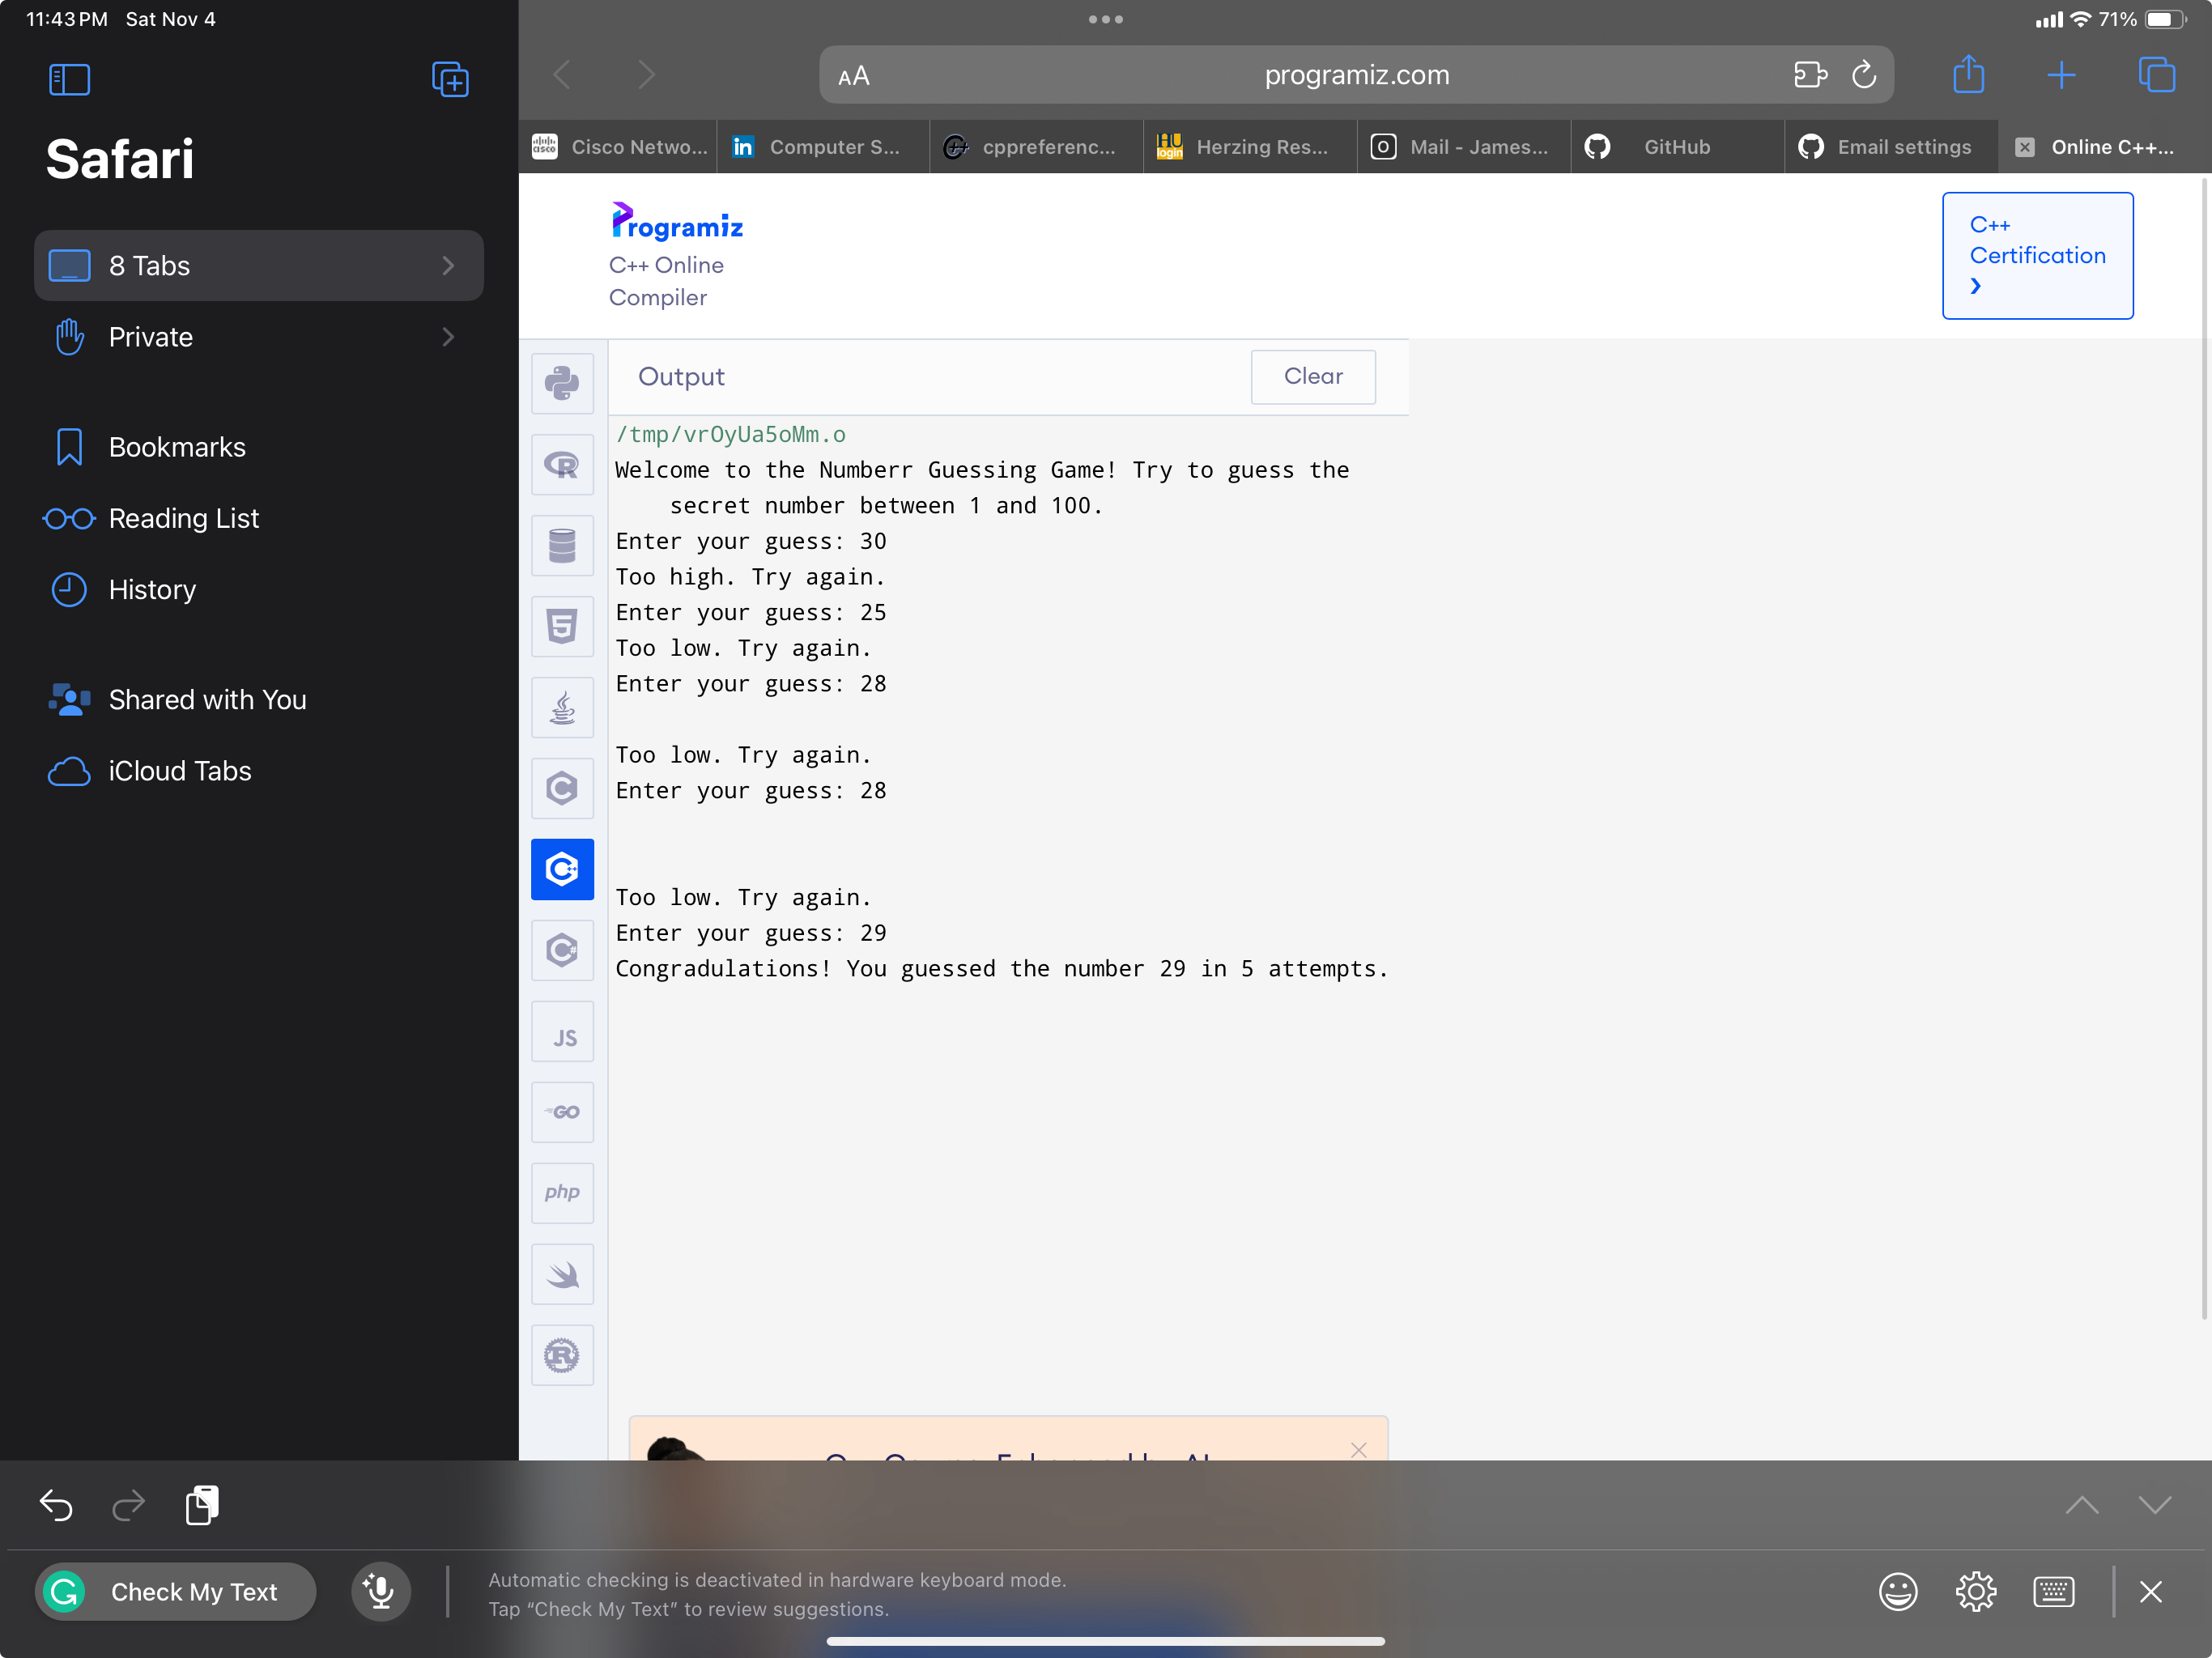 11:43 PM Sat Nov 4
71%
Safari
8 Tabs
Private
Bookmarks
Reading List
History
Shared with You
iCloud Tabs
AA
programiz.com
Cisco Netwo...
Computer S...
cppreferenc...
Herzing Res...
Mail - James...
GitHub
Email settings
Online C++...
Programiz
C++ Online
Compiler
C++
Certification
Output
Clear
/tmp/vrOyUa5oMm.o
Welcome to the Numberr Guessing Game! Try to guess the
secret number between 1 and 100.
Enter your guess: 30
Too high. Try again.
Enter your guess: 25
Too low. Try again.
Enter your guess: 28
Too low. Try again.
Enter your guess: 28
Too low. Try again.
Enter your guess: 29
Congradulations! You guessed the number 29 in 5 attempts.
JS
GO
php
Check My Text
Automatic checking is deactivated in hardware keyboard mode.
Tap “Check My Text” to review suggestions.